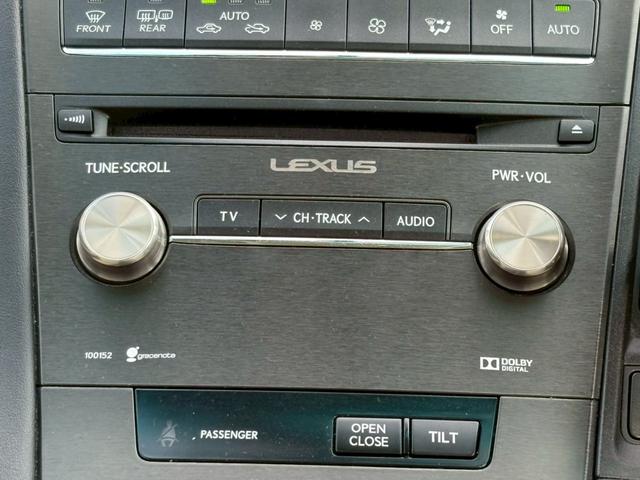 FRONT REAR AUTO OFF AUTO
TUNE·SCROLL LEXUS PWR·VOL
TV CH·TRACK AUDIO
100152 gracenote DOLBY
DIGITAL
PASSENGER OPEN
CLOSE TILT